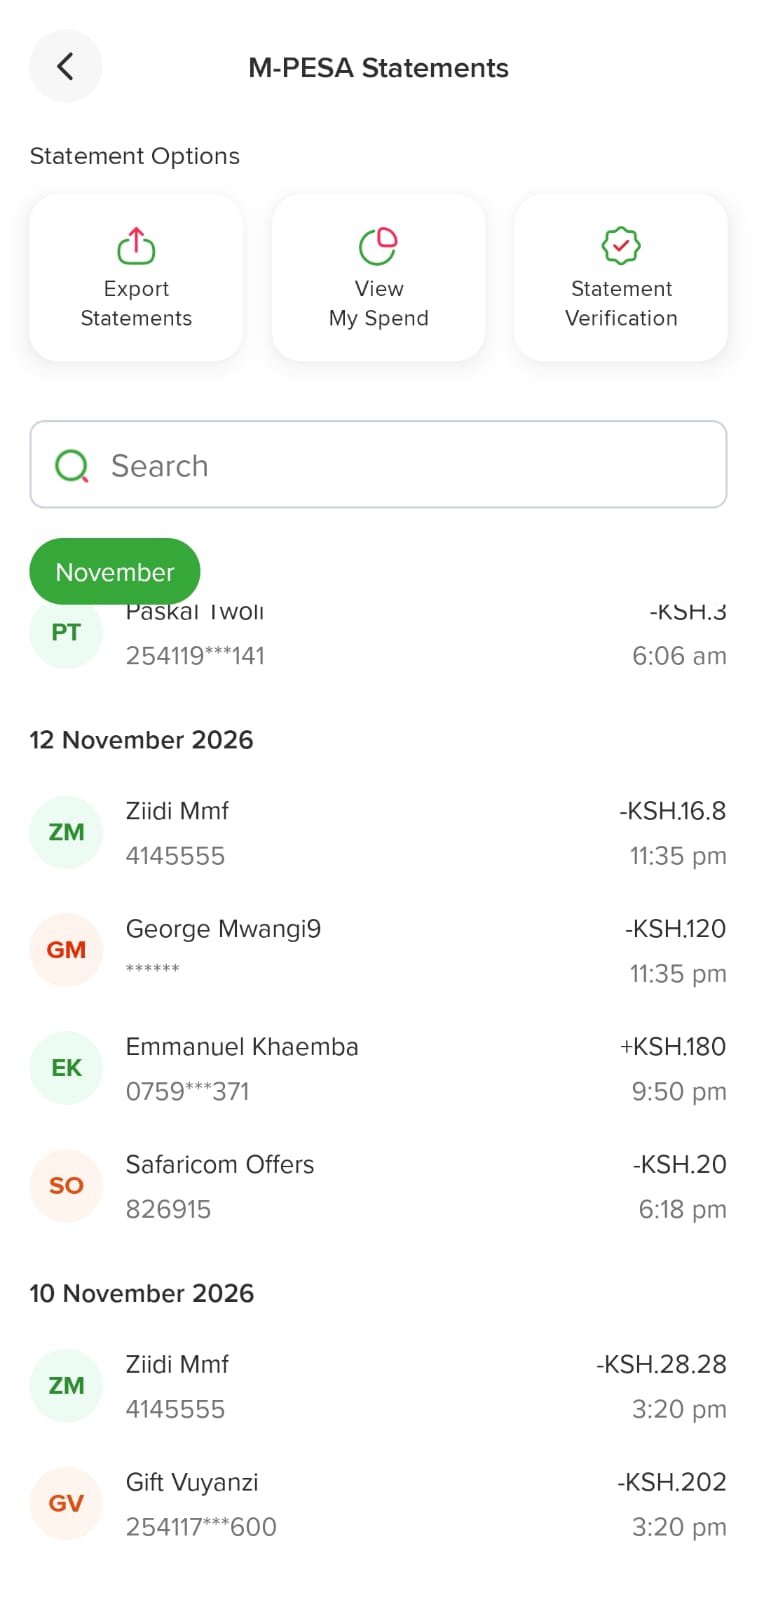 M-PESA Statements
Statement Options
Export
Statements
View
My Spend
Statement
Verification
Search
November
Paskal Twoli
-KSH.3
PT
254119***141
6:06 am
12 November 2026
ZM
Ziidi Mmf
-KSH.16.8
4145555
11:35 pm
GM
George Mwangi9
-KSH.120
******
11:35 pm
EK
Emmanuel Khaemba
+KSH.180
0759***371
9:50 pm
SO
Safaricom Offers
-KSH.20
826915
6:18 pm
10 November 2026
ZM
Ziidi Mmf
-KSH.28.28
4145555
3:20 pm
GV
Gift Vuyanzi
-KSH.202
254117***600
3:20 pm